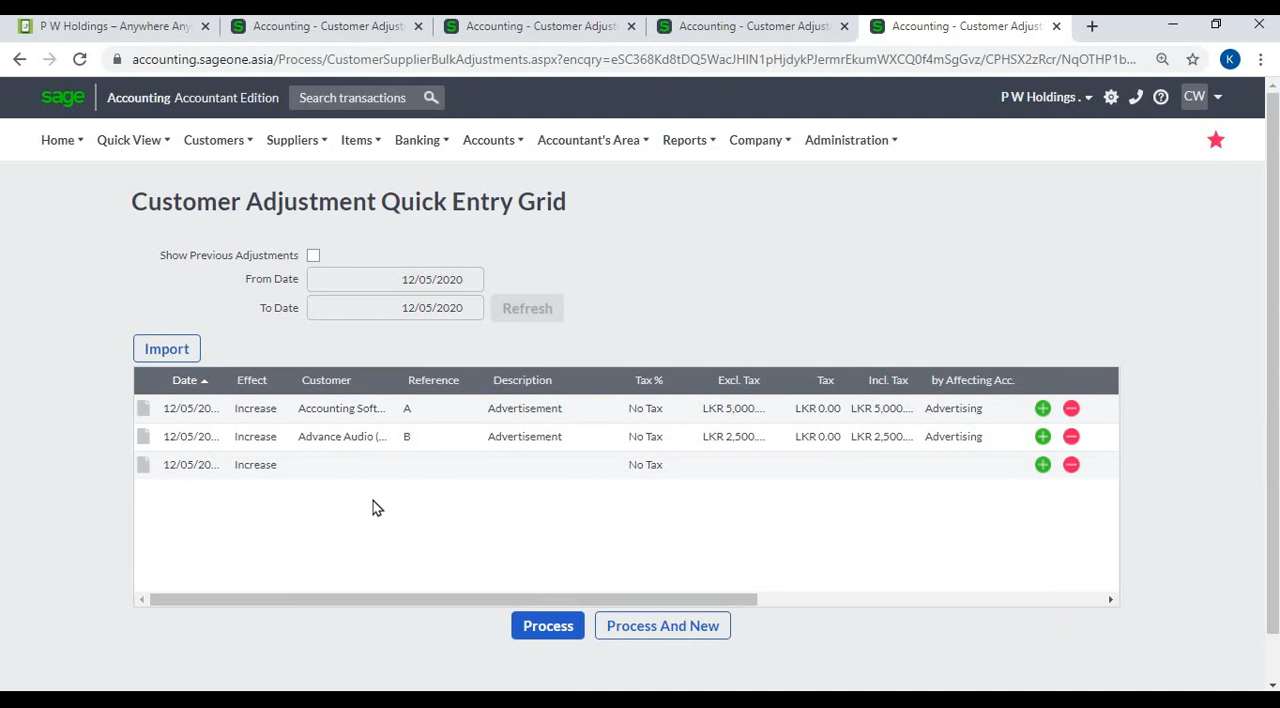 P W Holdings – Anywhere Any
Accounting - Customer Adjust
Accounting - Customer Adjust
Accounting - Customer Adjust
Accounting - Customer Adjust
accounting.sageone.asia/Process/CustomerSupplierBulkAdjustments.aspx?encqry=eSC368Kd8tDQ5WacJHIN1pHjdykPJermrEkumWXCQ0f4mSgGvz/CPHSX2zRcr/NqOTHP1b...
K
sage Accounting Accountant Edition Search transactions P W Holdings . CW
Home Quick View Customers Suppliers Items Banking Accounts Accountant's Area Reports Company Administration
Customer Adjustment Quick Entry Grid
Show Previous Adjustments
From Date 12/05/2020
To Date 12/05/2020 Refresh
Import
Date Effect Customer Reference Description Tax % Excl. Tax Tax Incl. Tax by Affecting Acc.
12/05/20... Increase Accounting Soft... A Advertisement No Tax LKR 5,000.... LKR 0.00 LKR 5,000.... Advertising
12/05/20... Increase Advance Audio (... B Advertisement No Tax LKR 2,500.... LKR 0.00 LKR 2,500.... Advertising
12/05/20... Increase No Tax
Process Process And New